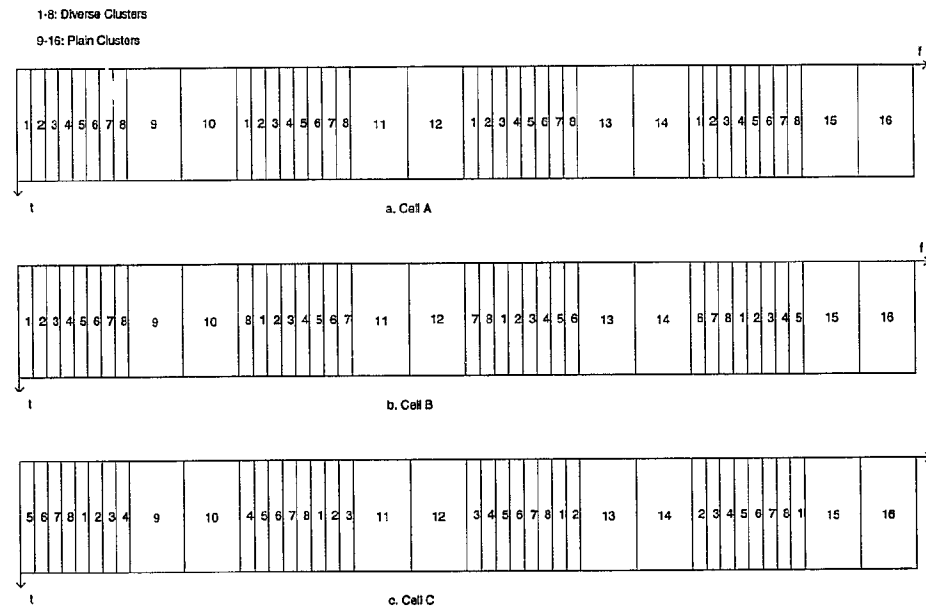 1-8: Diverse Clusters
9-16: Plain Clusters
f
1 2 3 4 5 6 7 8 9 10 1 2 3 4 5 6 7 8 11 12 1 2 3 4 5 6 7 8 13 14 1 2 3 4 5 6 7 8 15 16
t
a. Cell A
f
1 2 3 4 5 6 7 8 9 10 8 1 2 3 4 5 6 7 11 12 7 8 1 2 3 4 5 6 13 14 6 7 8 1 2 3 4 5 15 16
t
b. Cell B
5 6 7 8 1 2 3 4 9 10 4 5 6 7 8 1 2 3 11 12 3 4 5 6 7 8 1 2 13 14 2 3 4 5 6 7 8 1 15 16
t
c. Cell C